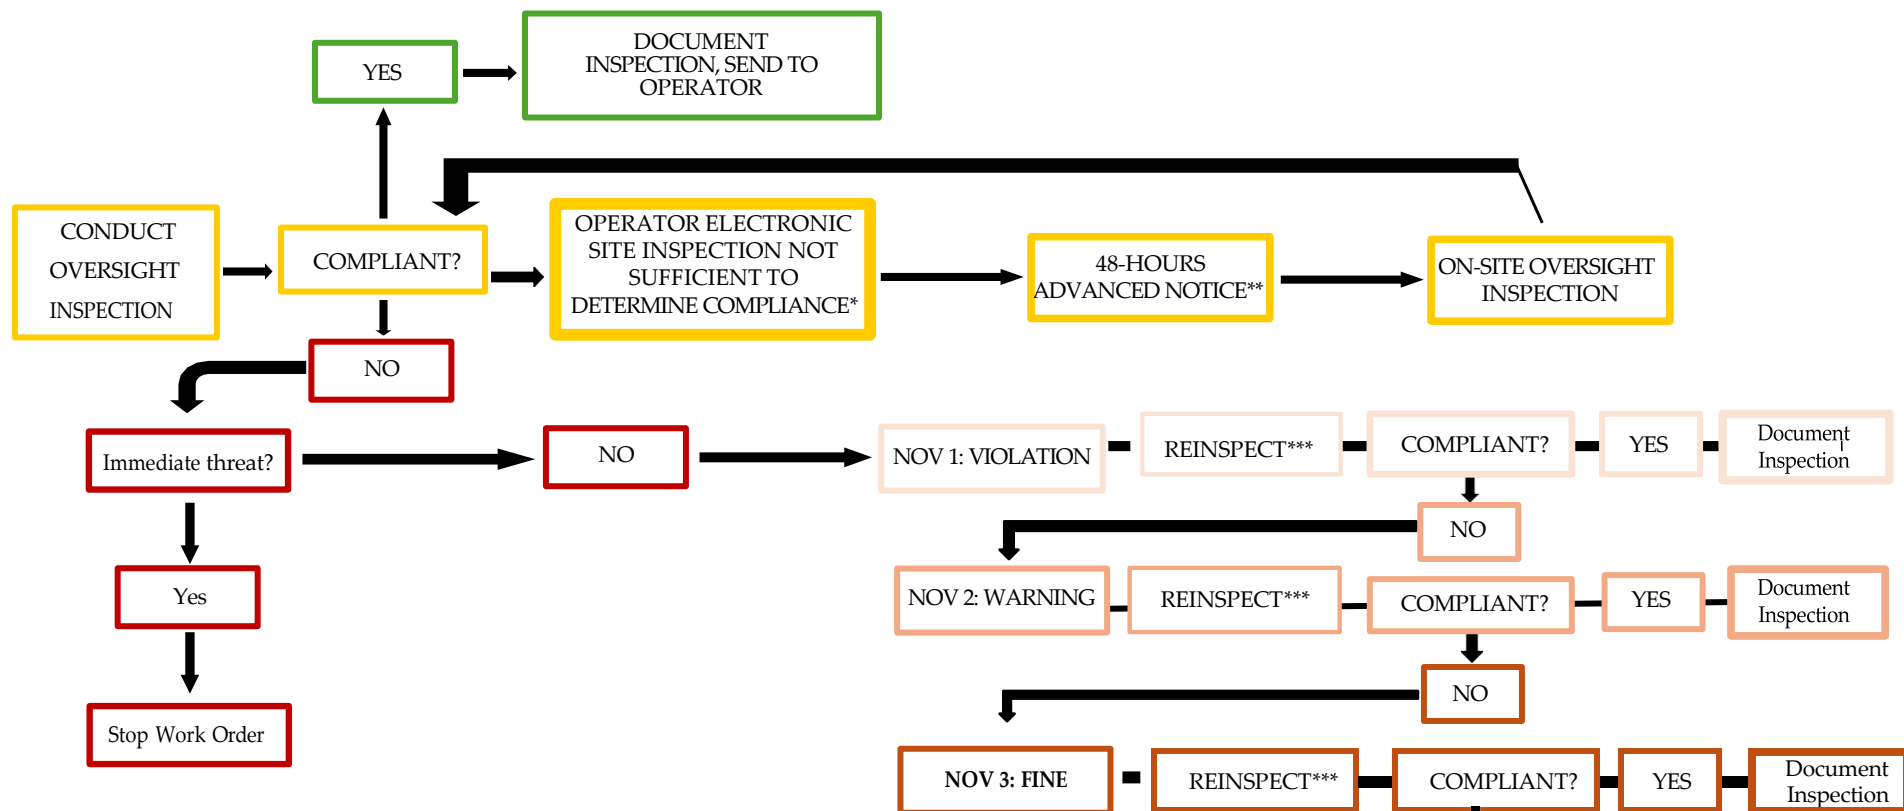 YES
DOCUMENT
INSPECTION, SEND TO
OPERATOR
CONDUCT
OVERSIGHT
INSPECTION
COMPLIANT?
OPERATOR ELECTRONIC
SITE INSPECTION NOT
SUFFICIENT TO
DETERMINE COMPLIANCE*
48-HOURS
ADVANCED NOTICE**
ON-SITE OVERSIGHT
INSPECTION
NO
Immediate threat?
NO
NOV 1: VIOLATION
REINSPECT***
COMPLIANT?
YES
Document
Inspection
NO
Yes
NOV 2: WARNING
REINSPECT***
COMPLIANT?
YES
Document
Inspection
NO
Stop Work Order
NOV 3: FINE
REINSPECT***
COMPLIANT?
YES
Document
Inspection